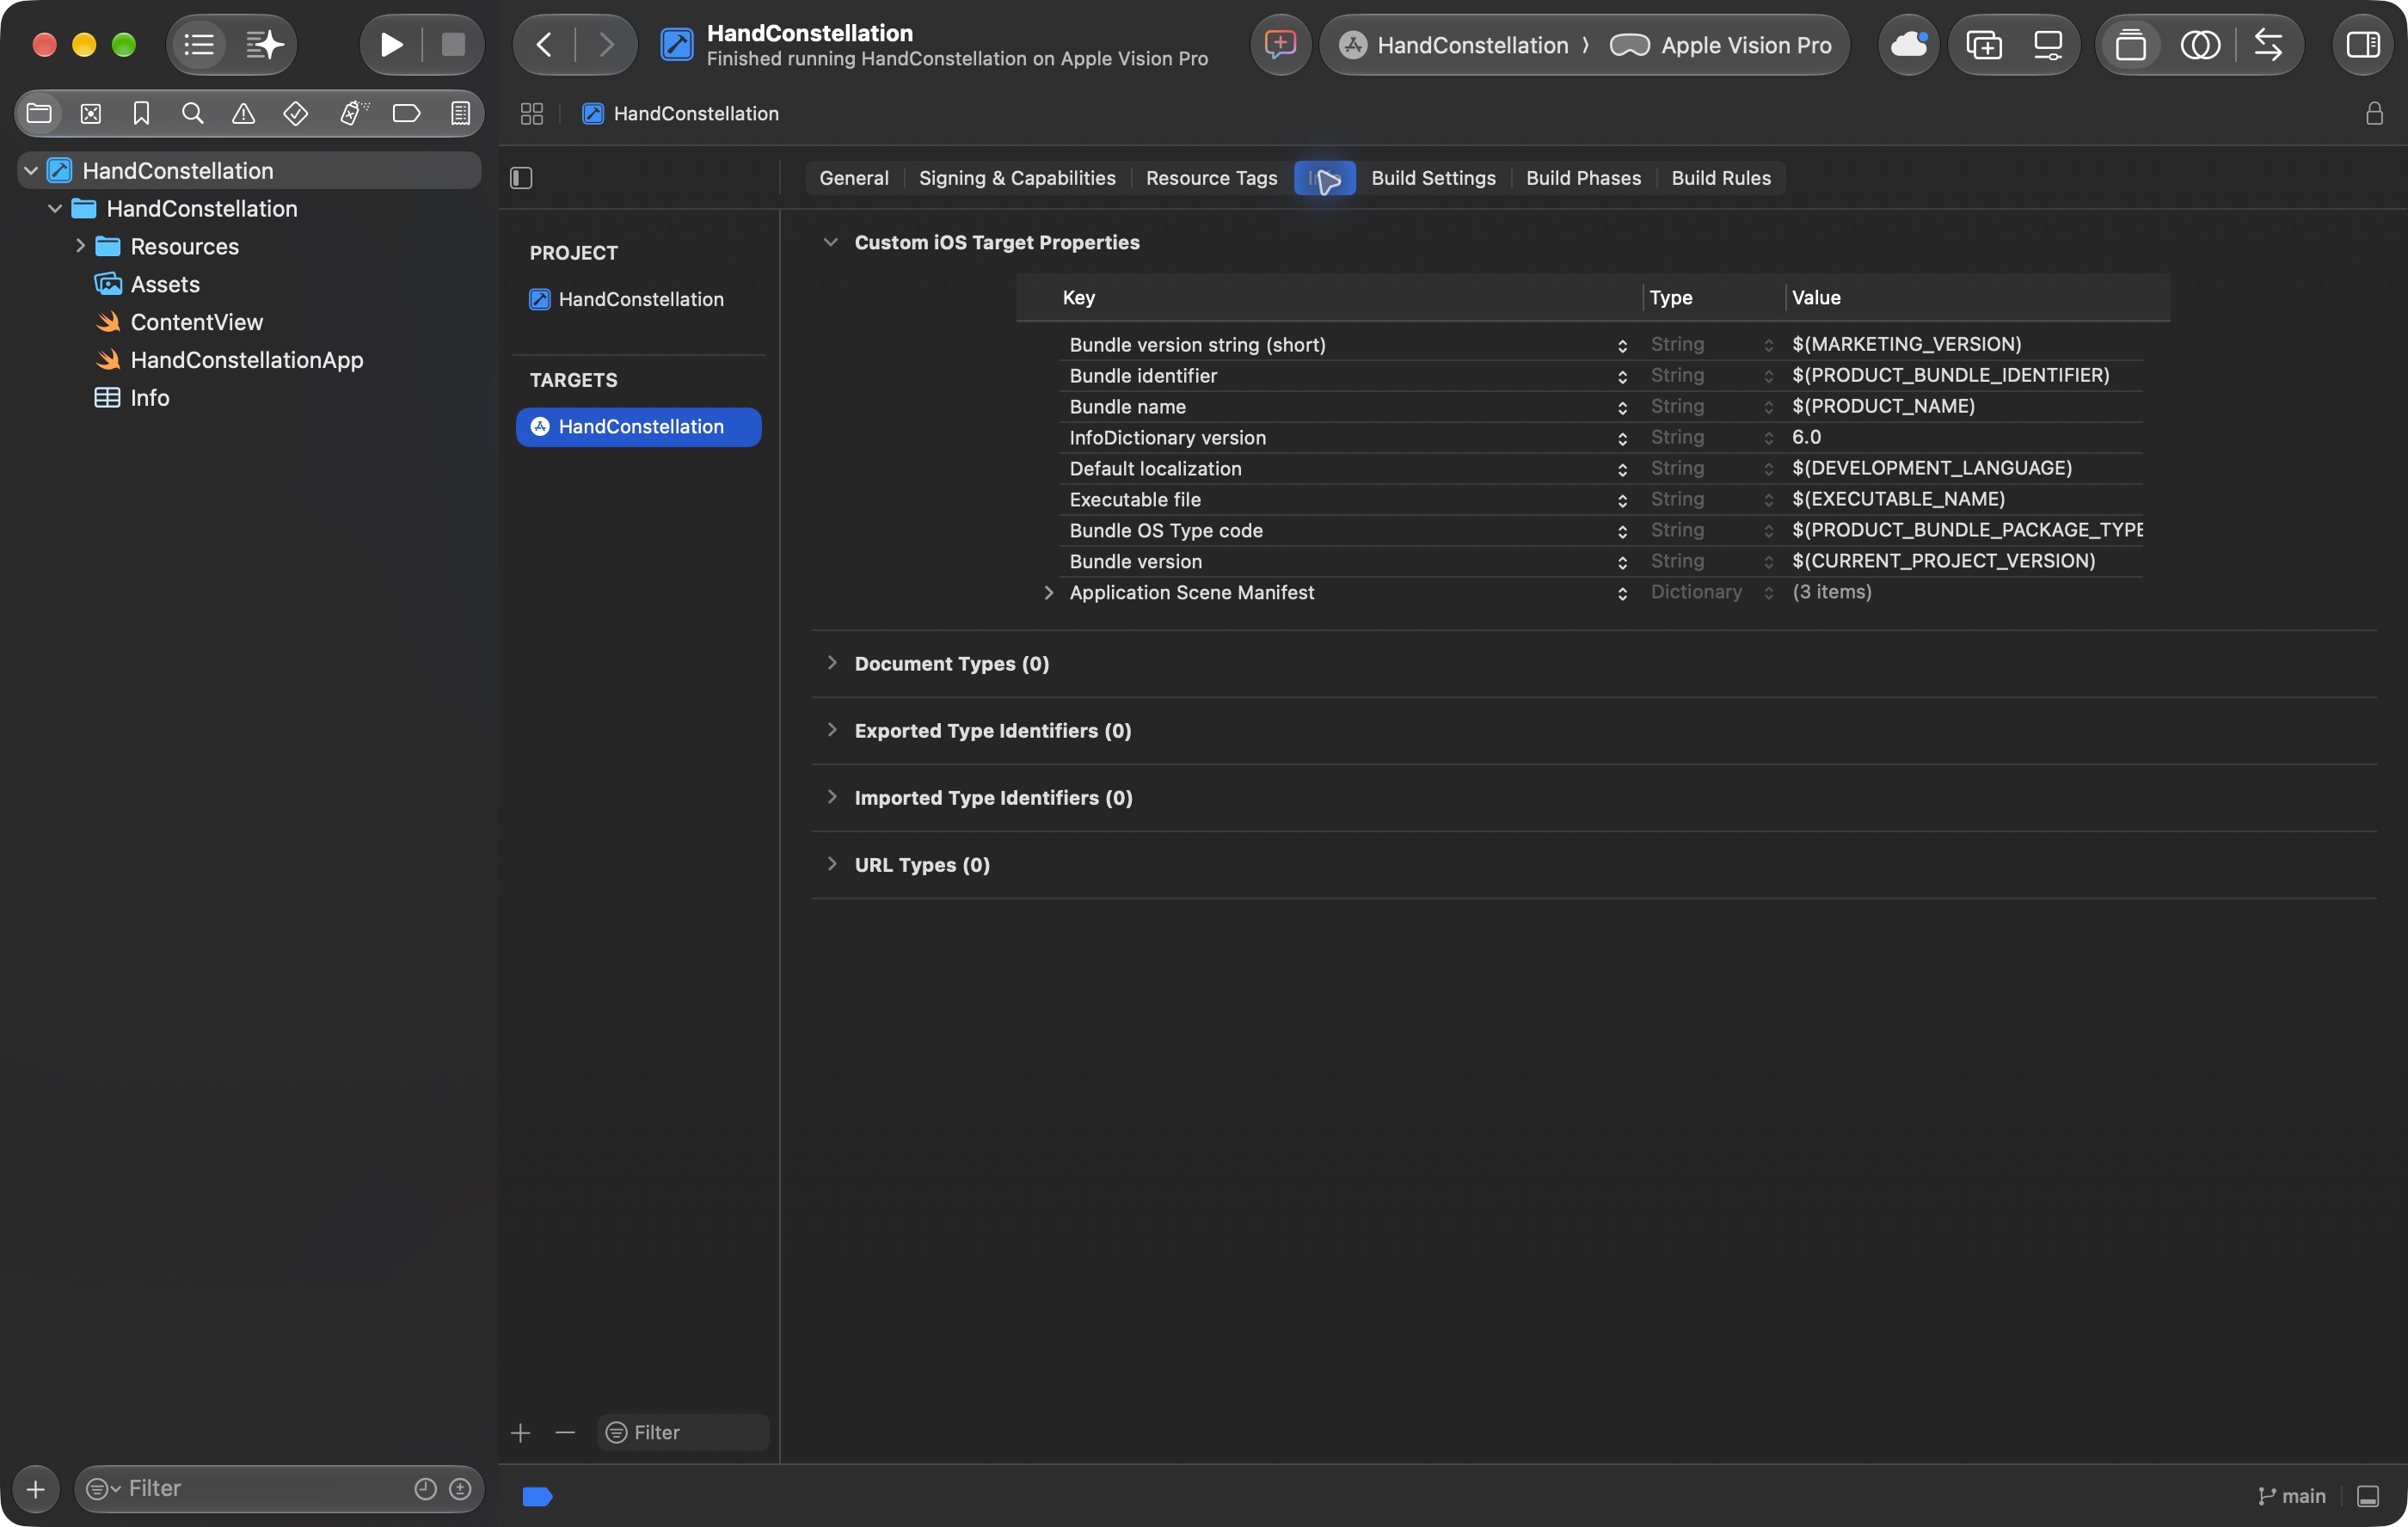 HandConstellation
Finished running HandConstellation on Apple Vision Pro
HandConstellation
Apple Vision Pro
HandConstellation
HandConstellation
HandConstellation
Resources
Assets
ContentView
HandConstellationApp
Info
General
Signing & Capabilities
Resource Tags
Build Settings
Build Phases
Build Rules
PROJECT
HandConstellation
TARGETS
HandConstellation
Custom iOS Target Properties
Key Type Value
Bundle version string (short) String $(MARKETING_VERSION)
Bundle identifier String $(PRODUCT_BUNDLE_IDENTIFIER)
Bundle name String $(PRODUCT_NAME)
InfoDictionary version String 6.0
Default localization String $(DEVELOPMENT_LANGUAGE)
Executable file String $(EXECUTABLE_NAME)
Bundle OS Type code String $(PRODUCT_BUNDLE_PACKAGE_TYPE
Bundle version String $(CURRENT_PROJECT_VERSION)
Application Scene Manifest Dictionary (3 items)
Document Types (0)
Exported Type Identifiers (0)
Imported Type Identifiers (0)
URL Types (0)
Filter
Filter
main